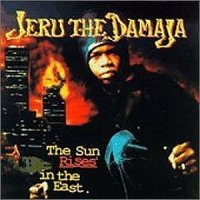 JERU THE DAMAJA
The Sun
Rises
in the
East.